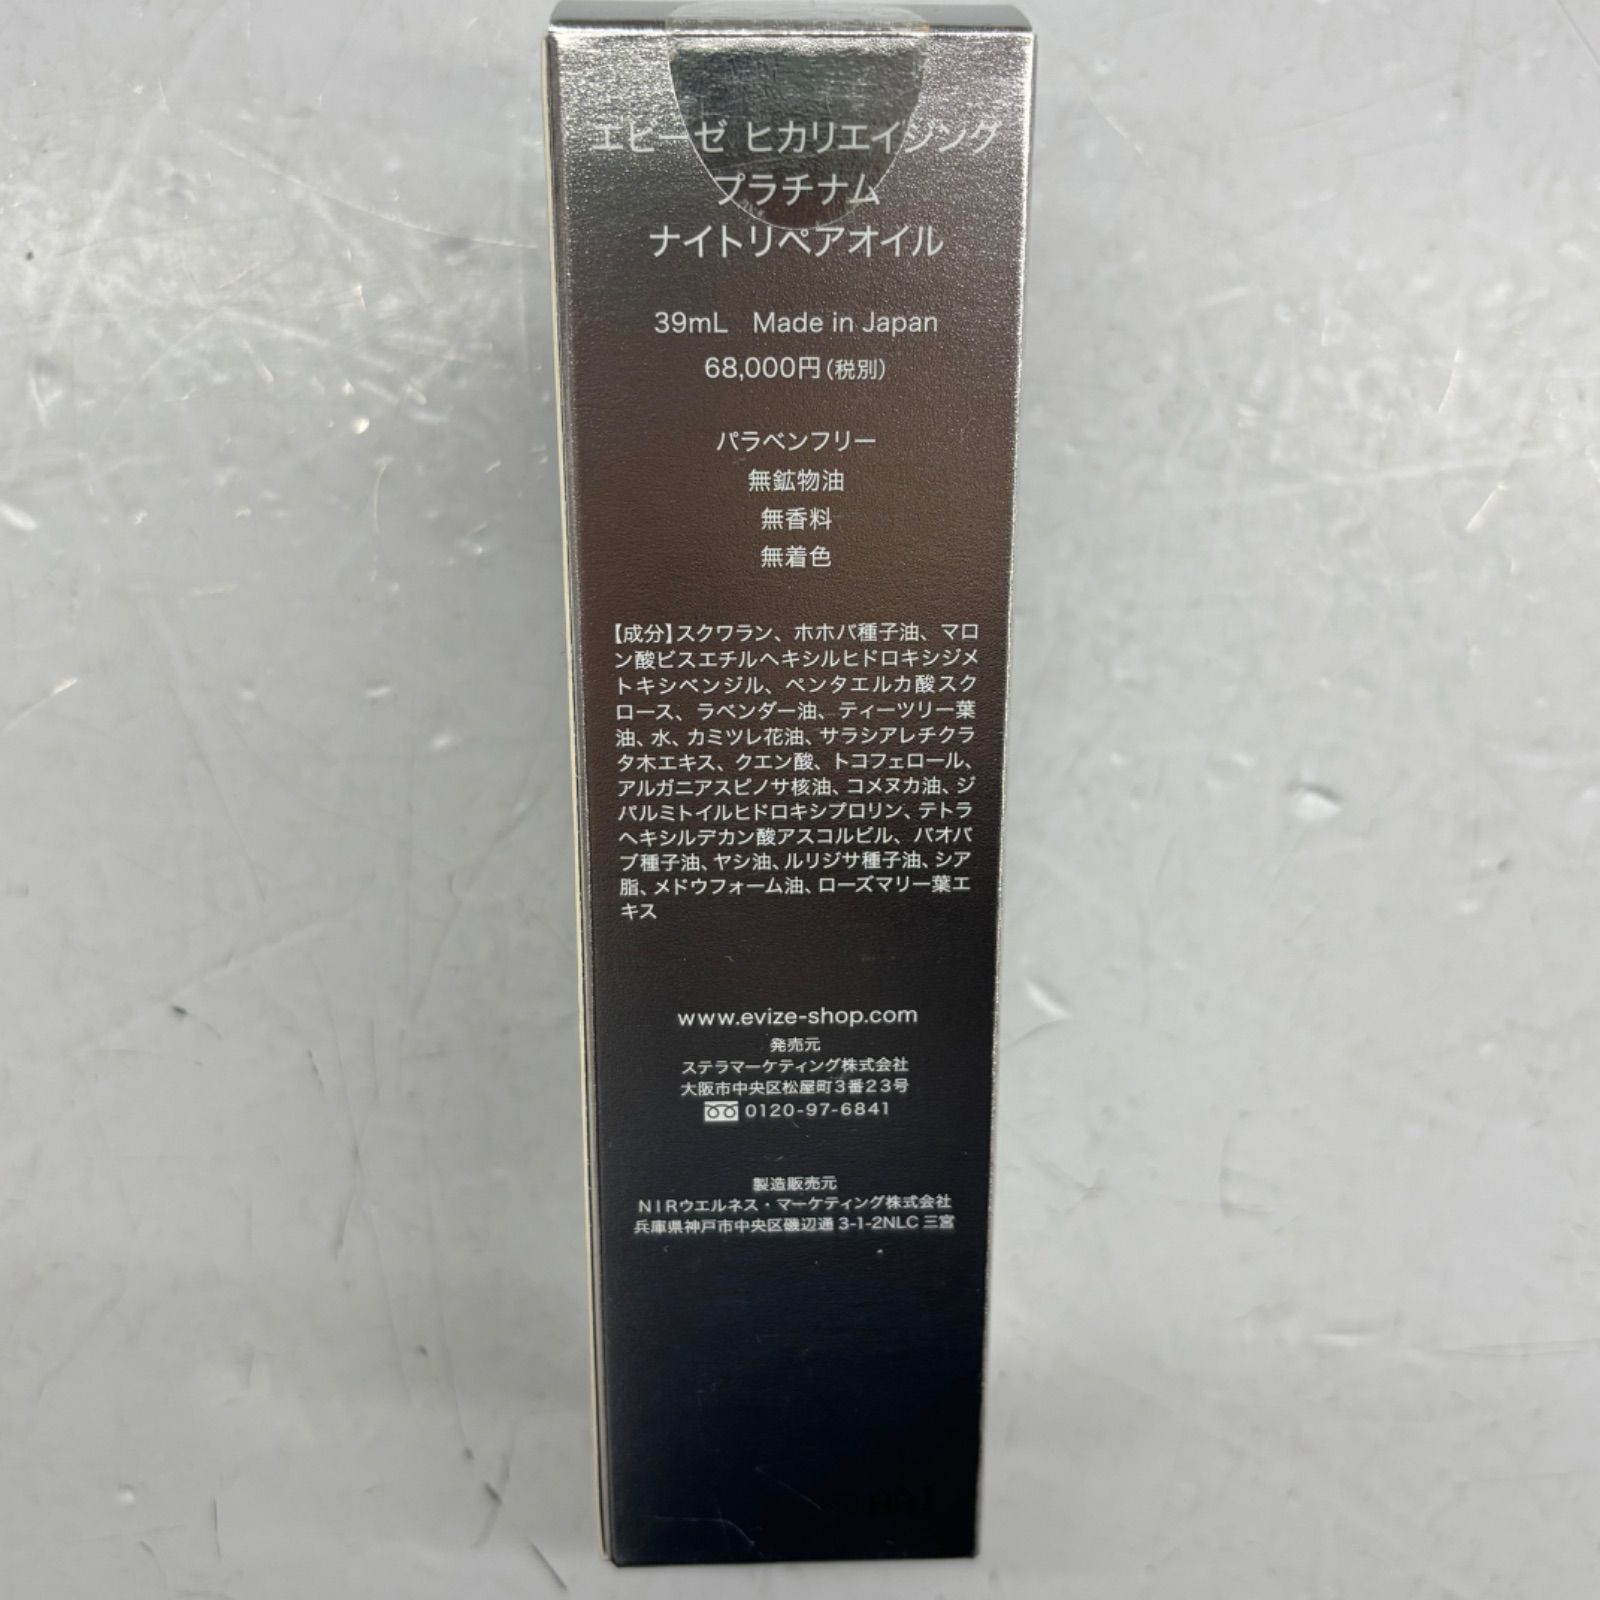 エビーゼ ヒカリエイジング
プラチナム
ナイトリペアオイル
39mL Made in Japan
68,000円(税別)
パラベンフリー
無鉱物油
無香料
無着色
【成分】スクワラン、ホホバ種子油、マロ
ン酸ビスエチルヘキシルヒドロキシジメ
トキシベンジル、ペンタエルカ酸スク
ロース、ラベンダー油、ティーツリー葉
油、水、カミツレ花油、サラシアレチクラ
タ木エキス、クエン酸、トコフェロール、
アルガニアスピノサ核油、コメヌカ油、ジ
パルミトイルヒドロキシプロリン、テトラ
ヘキシルデカン酸アスコルビル、バオバ
ブ種子油、ヤシ油、ルリジサ種子油、シア
脂、メドウフォーム油、ローズマリー葉エ
キス
www.evize-shop.com
発売元
ステラマーケティング株式会社
大阪市中央区松屋町3番23号
0120-97-6841
製造販売元
NIRウエルネス・マーケティング株式会社
兵庫県神戸市中央区磯辺通3-1-2NLC三宮